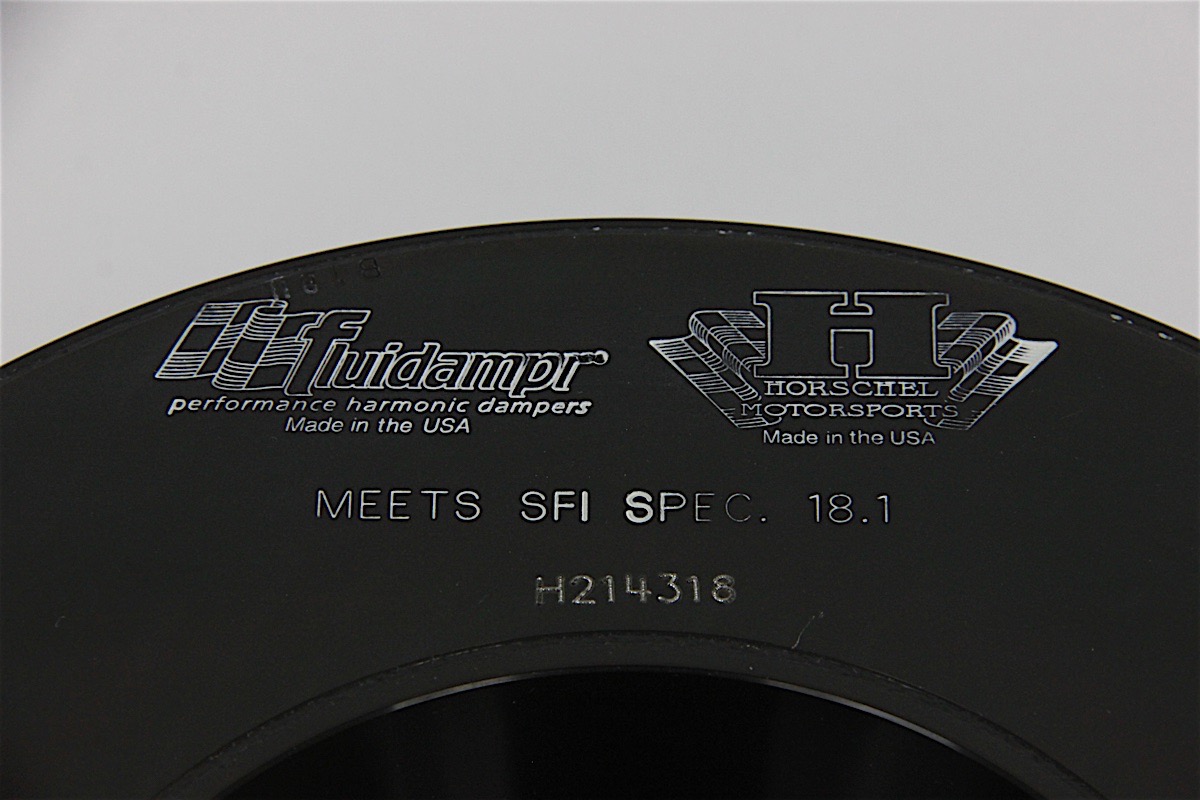 fluidampr
performance harmonic dampers
Made in the USA
H
HORSCHEL
MOTORSPORTS
Made in the USA
MEETS SFI SPEC. 18.1
H214318